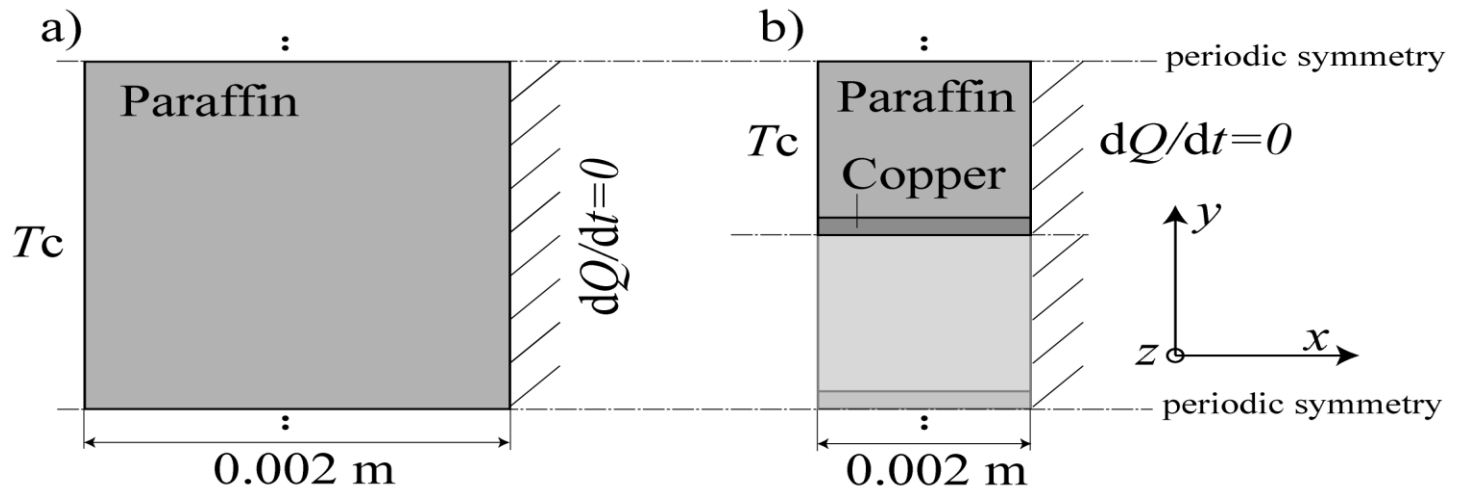 a)
Paraffin
Tc
dQ/dt=0
0.002 m
b)
periodic symmetry
Paraffin
Tc
dQ/dt=0
Copper
y
z
x
periodic symmetry
0.002 m